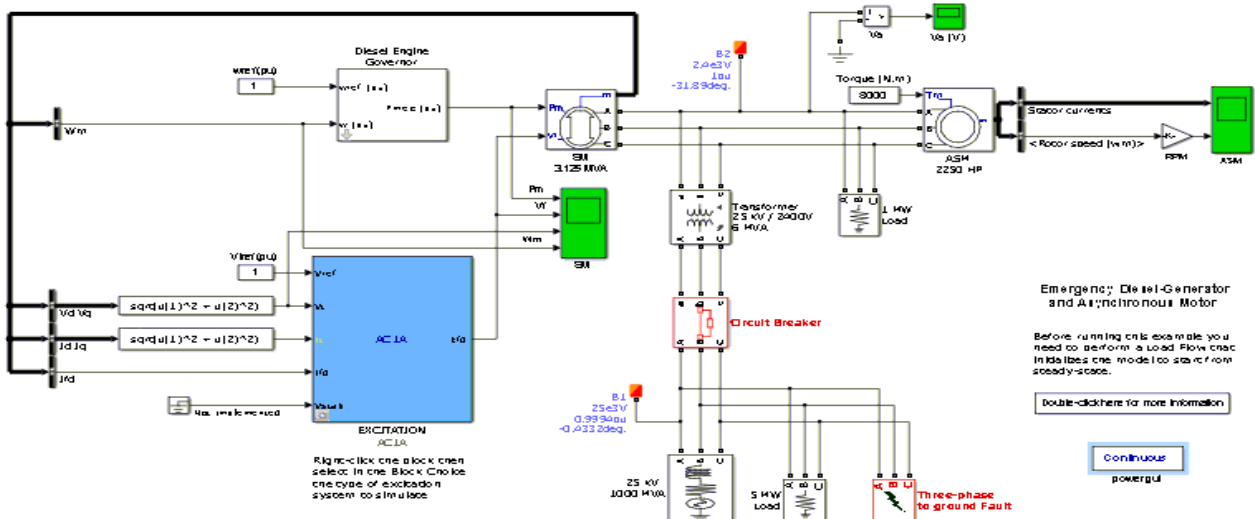 Diesel Engine
Governor
wref(pu)
1
wref (pu)
Pmec (pu)
w (pu)
Wm
Pm
Vf
m
A
B
C
SM
3.125 MVA
Pm
Vf
Wm
SM
B2
2.4e3V
1pu
-31.89deg.
Va
Va (V)
Torque (N.m)
8000
Tm
m
A
B
C
ASM
2250 HP
Stator currents
<Rotor speed (wm)>
RPM
ASM
A B C
1 MW
Load
Transformer
25 kV / 2400V
6 MVA
A B C
Vtref(pu)
1
Vref
Vd Vq
sqrt(u(1)^2 + u(2)^2)
Id Iq
sqrt(u(1)^2 + u(2)^2)
Ifd
Ifd
AC1A
Efd
Not implemented
Vstab
EXCITATION
AC1A
Right-click the block then
select in the Block Choice
the type of excitation
system to simulate
A B C
Circuit Breaker
A B C
B1
25e3V
0.9994pu
-0.4332deg.
A B C
25 kV
1000 MVA
A B C
5 MW
Load
A B C
Three-phase
to ground Fault
Emergency Diesel-Generator
and Asynchronous Motor
Before running this example you
need to perform a Load Flow that
initializes the model to start from
steady-state.
Double-click here for more information
Continuous
powergui